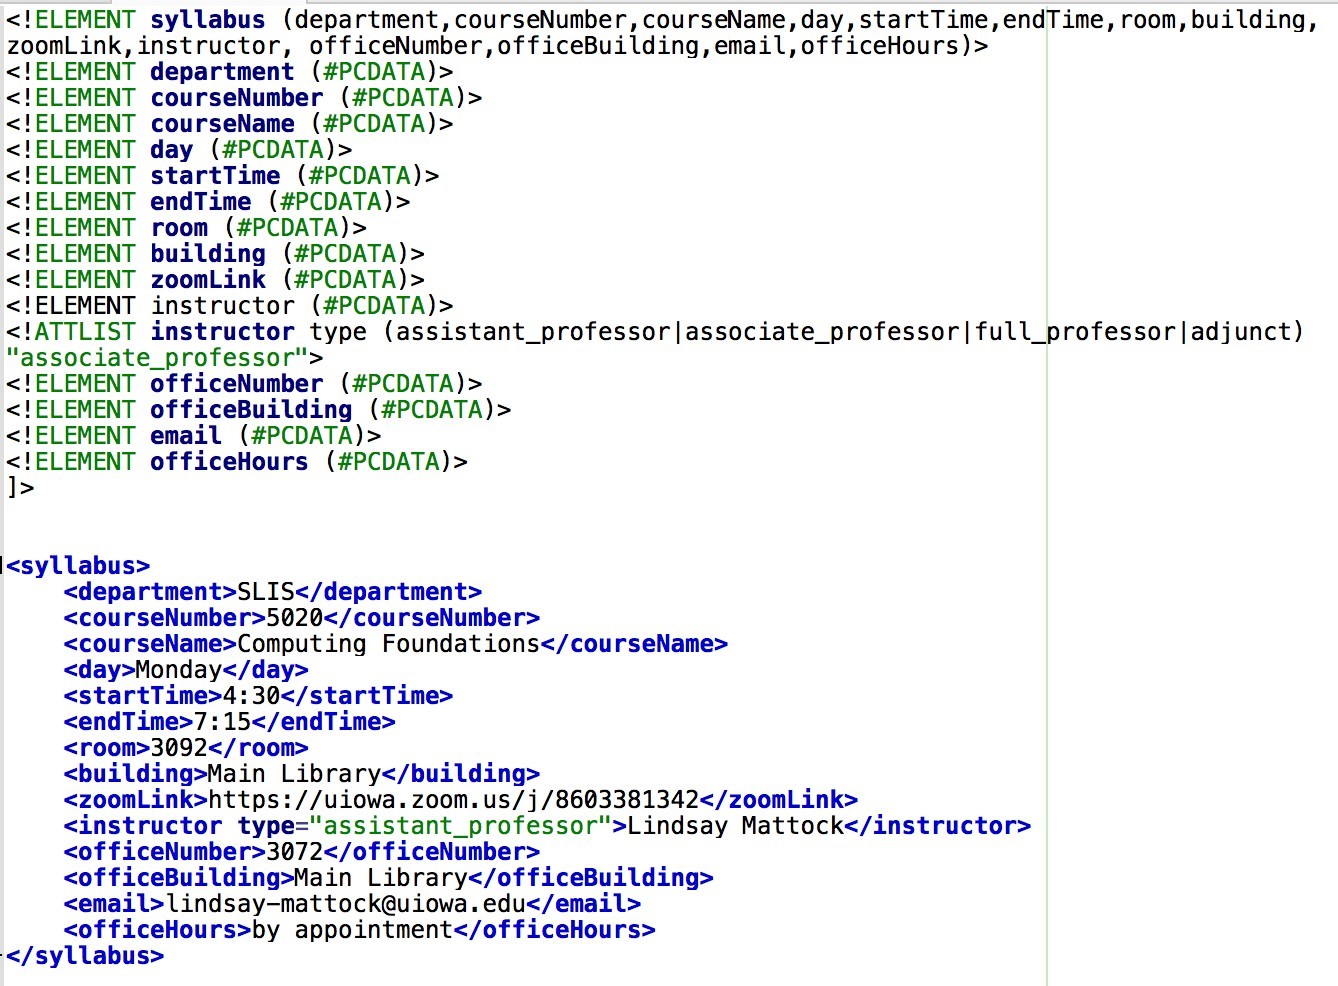 <!ELEMENT syllabus (department,courseNumber,courseName,day,startTime,endTime,room,building,
zoomLink,instructor, officeNumber,officeBuilding,email,officeHours)>
<!ELEMENT department (#PCDATA)>
<!ELEMENT courseNumber (#PCDATA)>
<!ELEMENT courseName (#PCDATA)>
<!ELEMENT day (#PCDATA)>
<!ELEMENT startTime (#PCDATA)>
<!ELEMENT endTime (#PCDATA)>
<!ELEMENT room (#PCDATA)>
<!ELEMENT building (#PCDATA)>
<!ELEMENT zoomLink (#PCDATA)>
<!ELEMENT instructor (#PCDATA)>
<!ATTLIST instructor type (assistant_professor|associate_professor|full_professor|adjunct)
"associate_professor">
<!ELEMENT officeNumber (#PCDATA)>
<!ELEMENT officeBuilding (#PCDATA)>
<!ELEMENT email (#PCDATA)>
<!ELEMENT officeHours (#PCDATA)>
]>
<syllabus>
    <department>SLIS</department>
    <courseNumber>5020</courseNumber>
    <courseName>Computing Foundations</courseName>
    <day>Monday</day>
    <startTime>4:30</startTime>
    <endTime>7:15</endTime>
    <room>3092</room>
    <building>Main Library</building>
    <zoomLink>https://uiowa.zoom.us/j/8603381342</zoomLink>
    <instructor type="assistant_professor">Lindsay Mattock</instructor>
    <officeNumber>3072</officeNumber>
    <officeBuilding>Main Library</officeBuilding>
    <email>lindsay-mattock@uiowa.edu</email>
    <officeHours>by appointment</officeHours>
</syllabus>